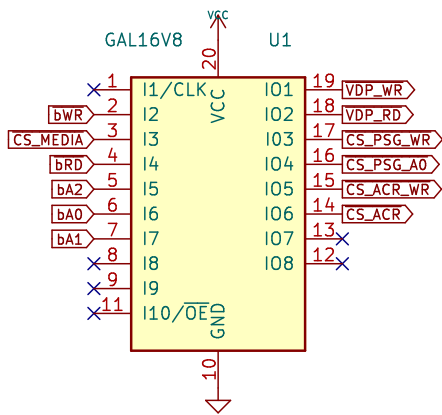 VCC
GAL16V8 U1
20
VCC
1 I1/CLK IO1 19 VDP_WR
bWR 2 I2 IO2 18 VDP_RD
CS_MEDIA 3 I3 I03 17 CS_PSG_WR
bRD 4 I4 IO4 16 CS_PSG_A0
bA2 5 I5 IO5 15 CS_ACR_WR
bA0 6 I6 IO6 14 CS_ACR
bA1 7 I7 IO7 13
8 I8 IO8 12
9 I9
11 I10/OE
GND
10